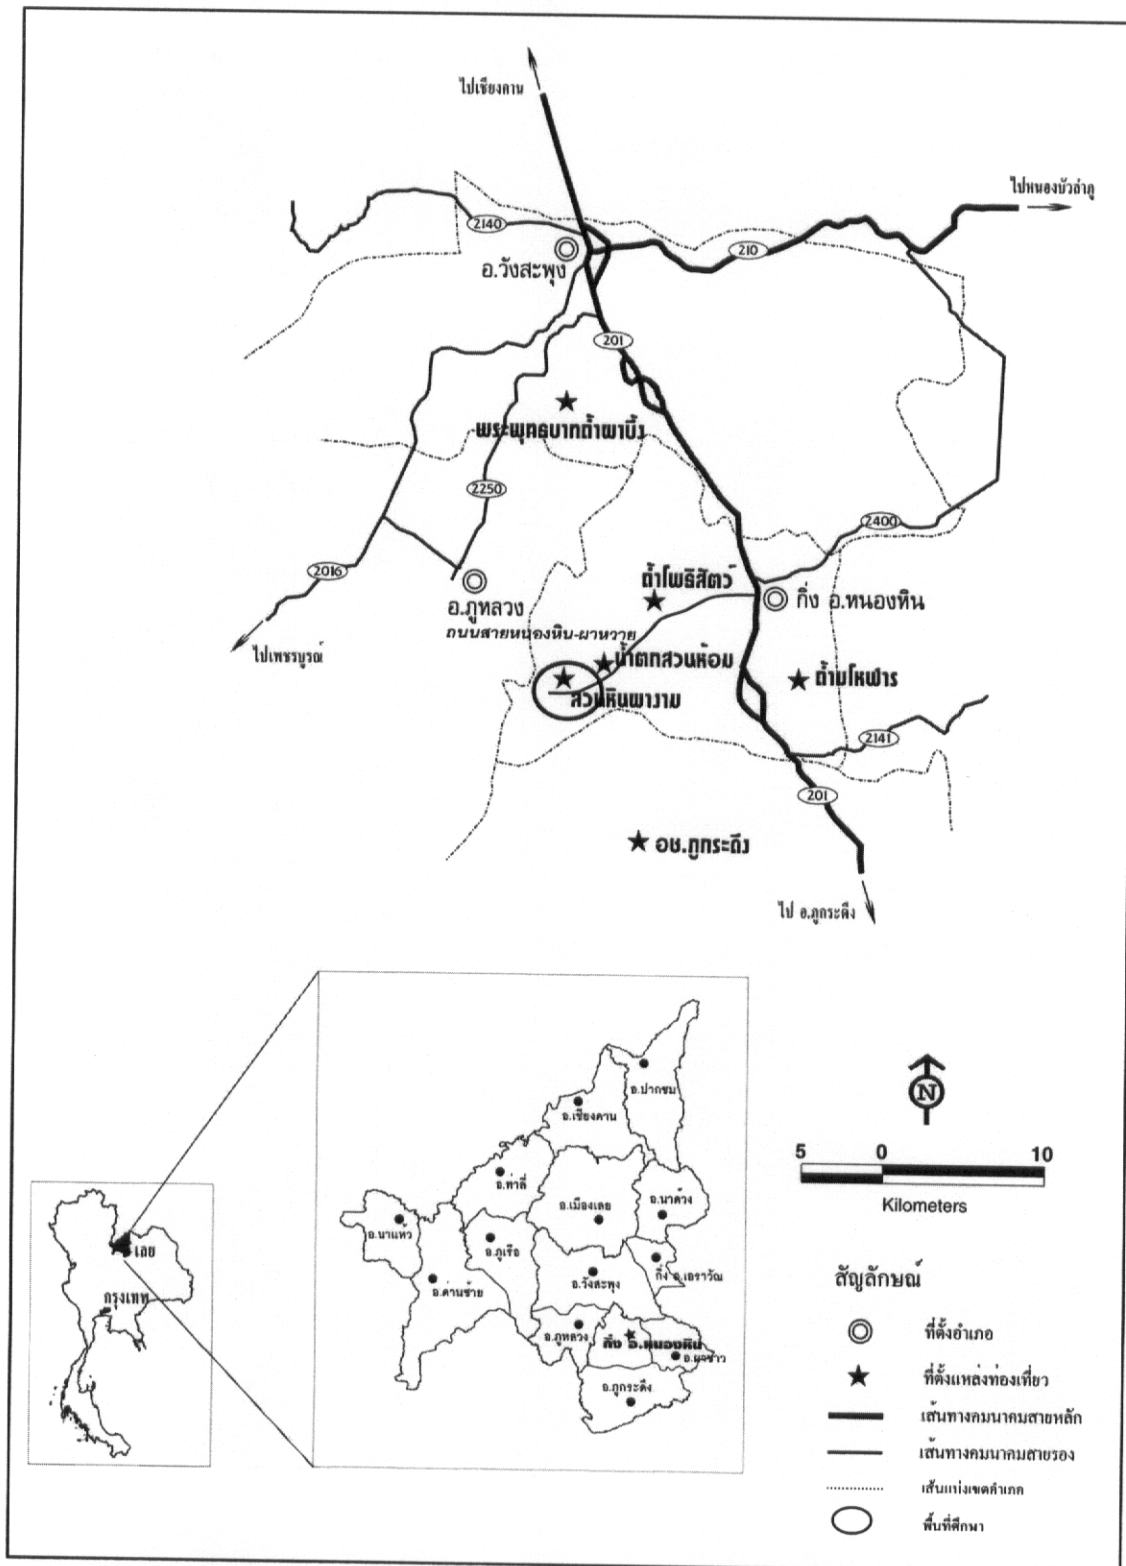 ไปเชียงคาน
ไปหนองบัวลำภู
2140
210
อ.วังสะพุง
201
พระพุทธบาทถ้ำผาบิ้ง
2250
2400
2016
ถ้ำโพธิสัตว์
อ.ภูหลวง
กิ่ง อ.หนองหิน
ถนนสายหนองหิน-ผาหวาย
ไปเพชรบูรณ์
น้ำตกสวนห้อม
ถ้ำมโหฬาร
สวนหินผางาม
2141
201
อช.ภูกระดึง
ไป อ.ภูกระดึง
อ.ปากชม
อ.เชียงคาน
N
5 0 10
Kilometers
อ.ท่าลี่
อ.เมืองเลย
อ.นาด้วง
อ.นาแห้ว
อ.ภูเรือ
อ.ด่านซ้าย
อ.วังสะพุง
กิ่ง อ.เอราวัณ
อ.ภูหลวง
กิ่ง อ.หนองหิน
อ.ผาขาว
อ.ภูกระดึง
เลย
กรุงเทพ
สัญลักษณ์
ที่ตั้งอำเภอ
ที่ตั้งแหล่งท่องเที่ยว
เส้นทางคมนาคมสายหลัก
เส้นทางคมนาคมสายรอง
เส้นแบ่งเขตอำเภอ
พื้นที่ศึกษา